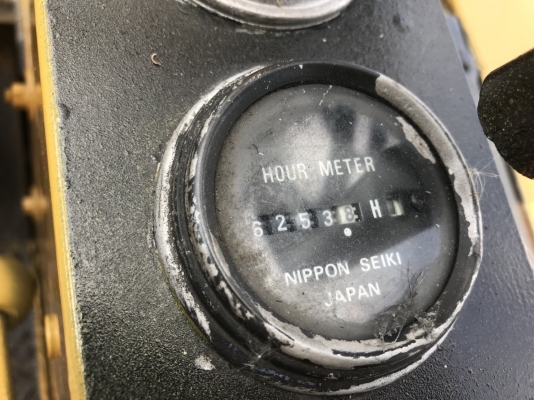 HOUR METER
6253 H
NIPPON SEIKI
JAPAN